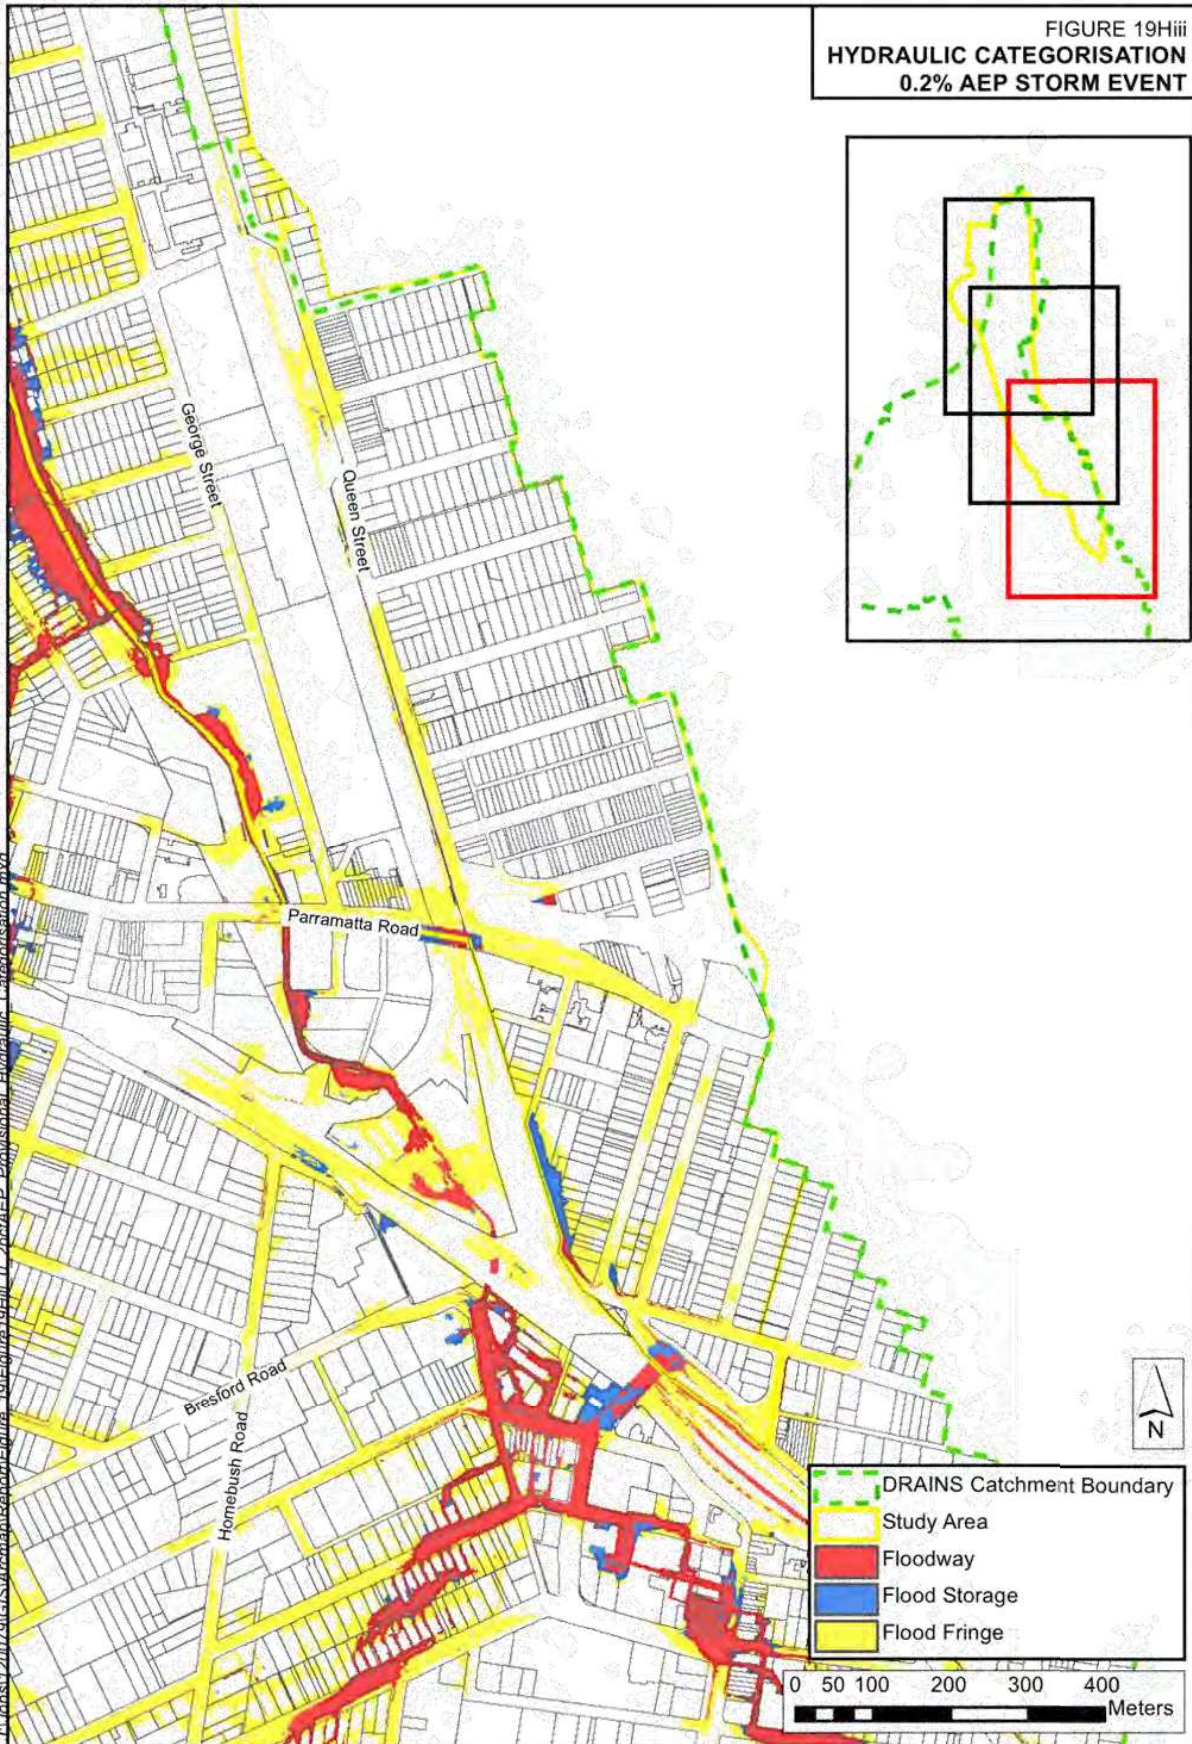 FIGURE 19Hiii
HYDRAULIC CATEGORISATION
0.2% AEP STORM EVENT
George Street
Queen Street
Parramatta Road
Bresford Road
Homebush Road
N
DRAINS Catchment Boundary
Study Area
Floodway
Flood Storage
Flood Fringe
0 50 100 200 300 400
Meters